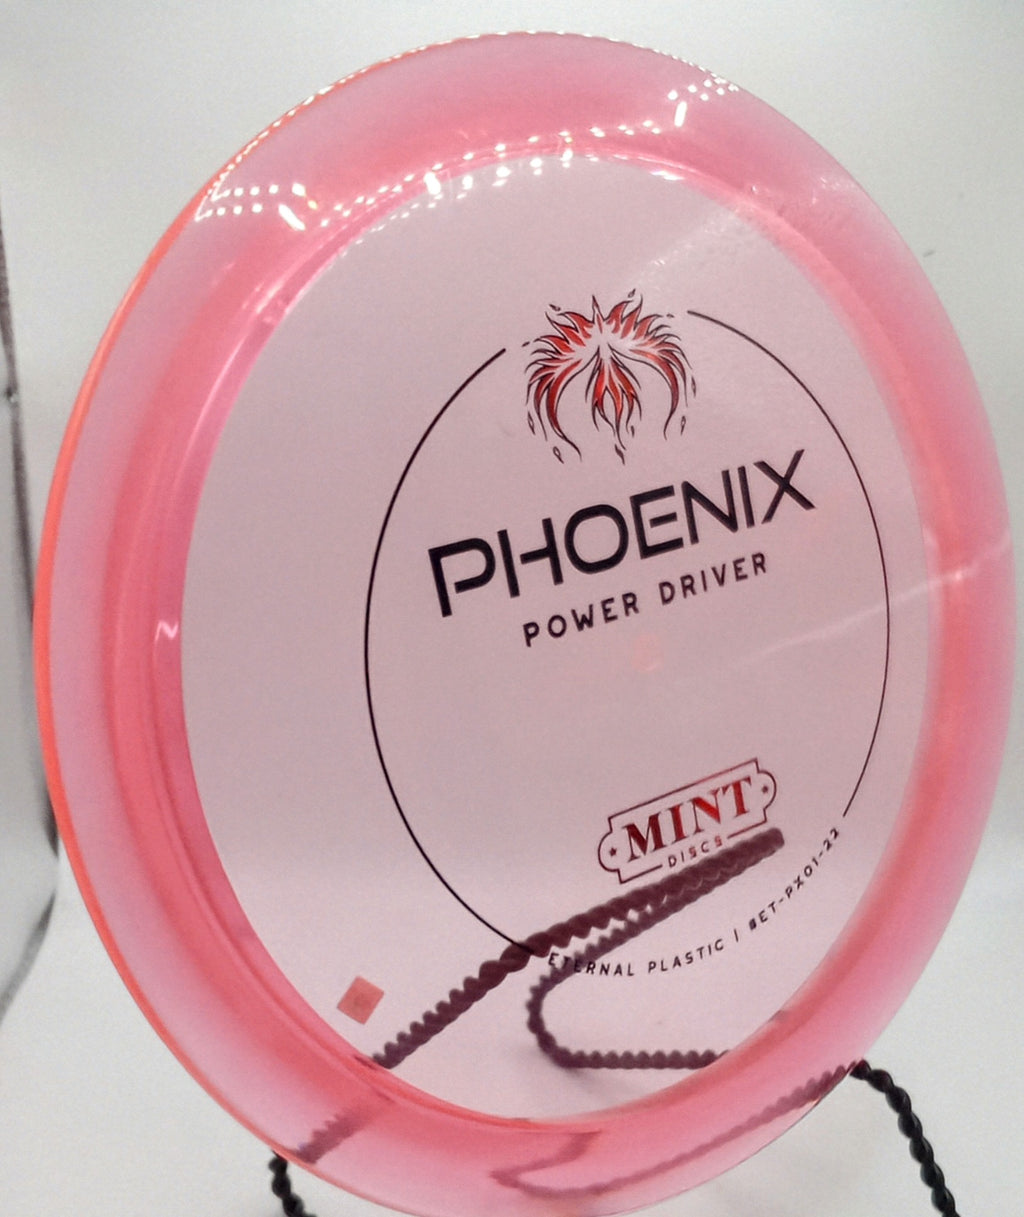 PHOENIX
POWER DRIVER
MINT
DISCS
ETERNAL PLASTIC | #ET-PX01-22